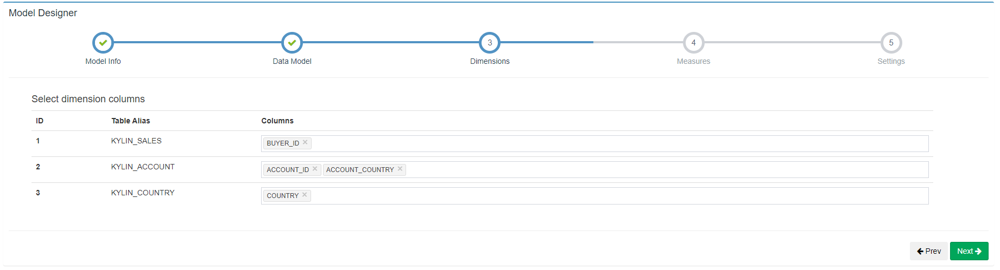 Model Designer
3 4 5
Model Info Data Model Dimensions Measures Settings
Select dimension columns
ID Table Alias Columns
1 KYLIN_SALES BUYER_ID ×
2 KYLIN_ACCOUNT ACCOUNT_ID × ACCOUNT_COUNTRY ×
3 KYLIN_COUNTRY COUNTRY ×
Prev Next